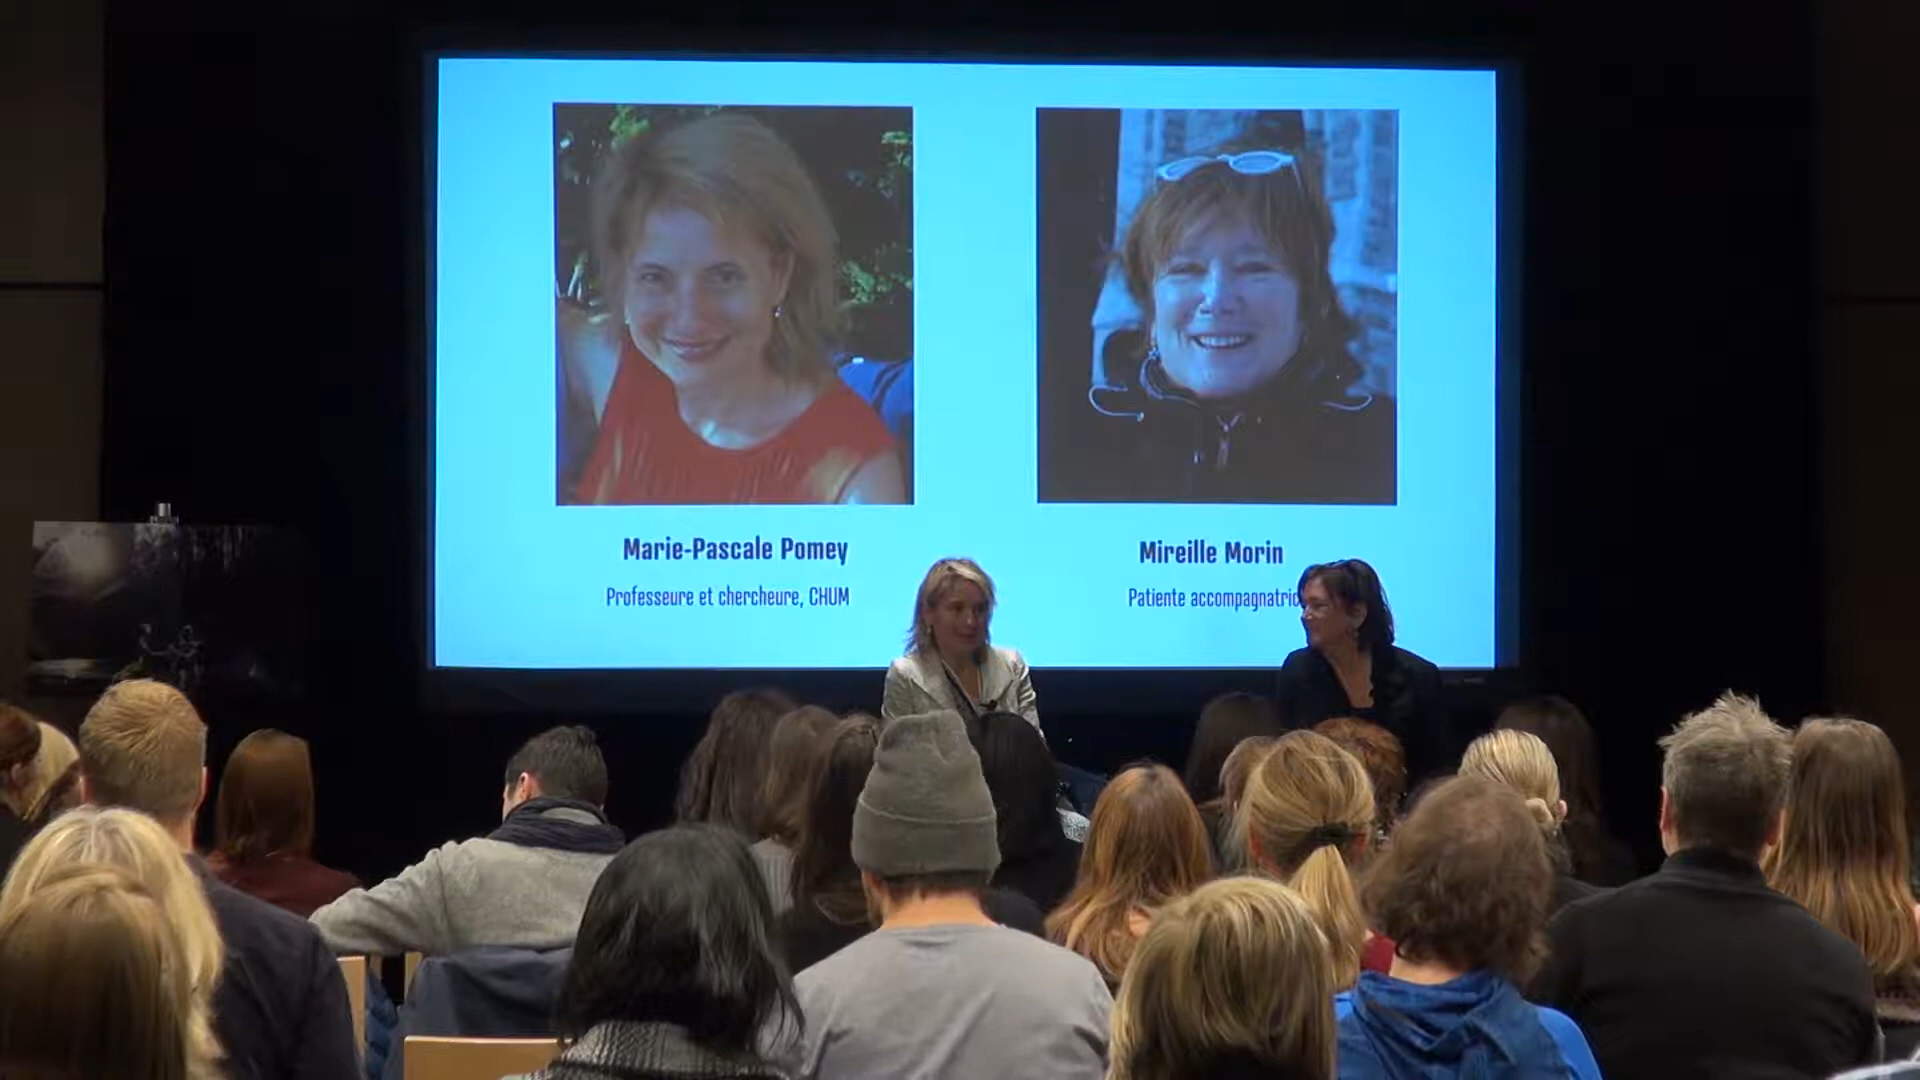 Marie-Pascale Pomey
Professeure et chercheure, CHUM
Mireille Morin
Patiente accompagnatric